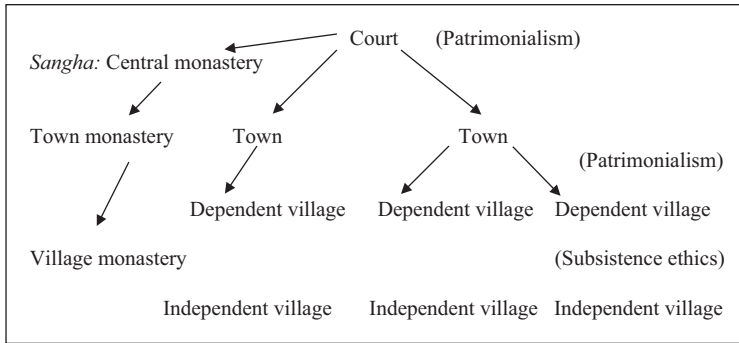 Court (Patrimonialism)
Sangha: Central monastery
Town monastery Town Town
(Patrimonialism)
Dependent village Dependent village Dependent village
Village monastery (Subsistence ethics)
Independent village Independent village Independent village